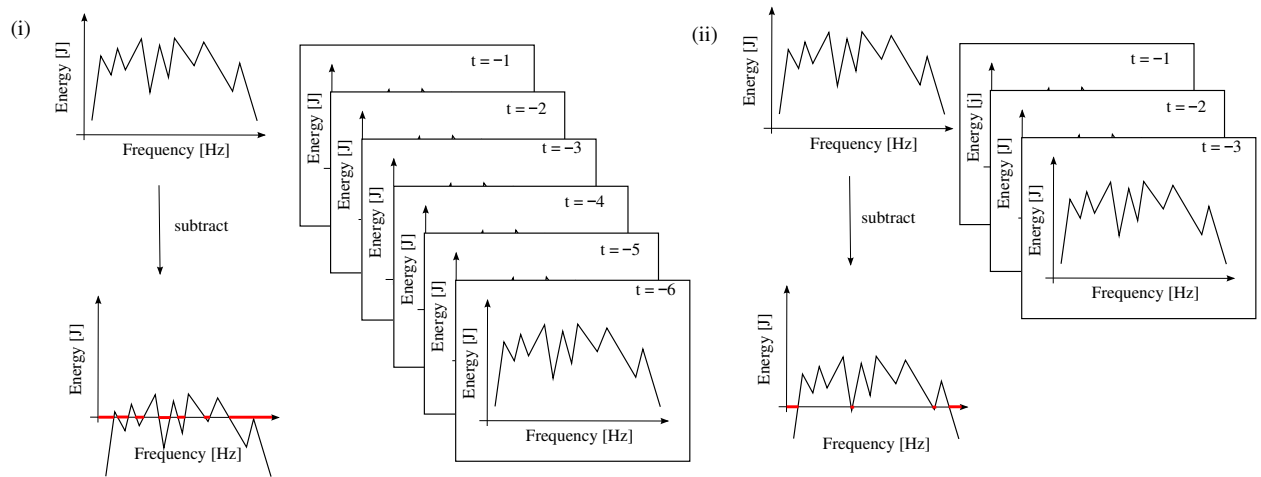 (i)
Energy [J]
Frequency [Hz]
subtract
Energy [J]
Frequency [Hz]
t = −1
Energy [J]
t = −2
Energy [J]
t = −3
Energy [J]
t = −4
Energy [J]
t = −5
Energy [J]
t = −6
Energy [J]
Frequency [Hz]
(ii)
Energy [J]
Frequency [Hz]
subtract
Energy [J]
Frequency [Hz]
t = −1
Energy [j]
t = −2
Energy [J]
t = −3
Energy [J]
Frequency [Hz]